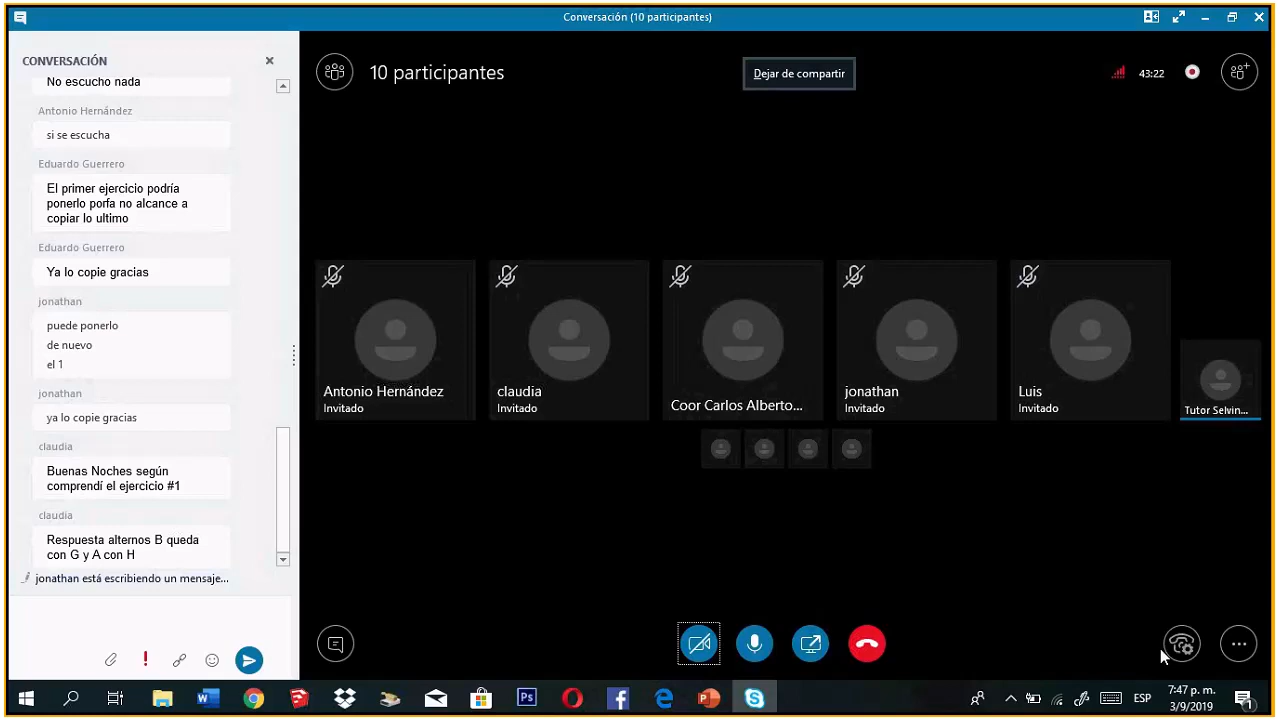 Conversación (10 participantes)
CONVERSACIÓN
No escucho nada
Antonio Hernández
si se escucha
Eduardo Guerrero
El primer ejercicio podría
ponerlo porfa no alcance a
copiar lo ultimo
Eduardo Guerrero
Ya lo copie gracias
jonathan
puede ponerlo
de nuevo
el 1
jonathan
ya lo copie gracias
claudia
Buenas Noches según
comprendí el ejercicio #1
claudia
Respuesta alternos B queda
con G y A con H
jonathan está escribiendo un mensaje...
10 participantes
Dejar de compartir
43:22
Antonio Hernández
Invitado
claudia
Invitado
Coor Carlos Alberto...
jonathan
Invitado
Luis
Invitado
Tutor Selvin...
ESP
7:47 p. m.
3/9/2019